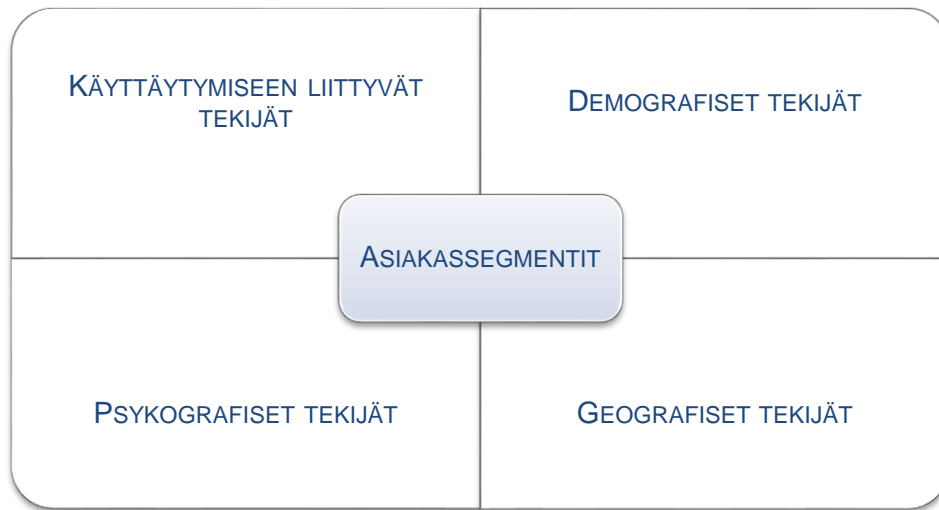 KÄYTTÄYTYMISEEN LIITTYVÄT
TEKIJÄT
DEMOGRAFISET TEKIJÄT
ASIAKASSEGMENTIT
PSYKOGRAFISET TEKIJÄT
GEOGRAFISET TEKIJÄT